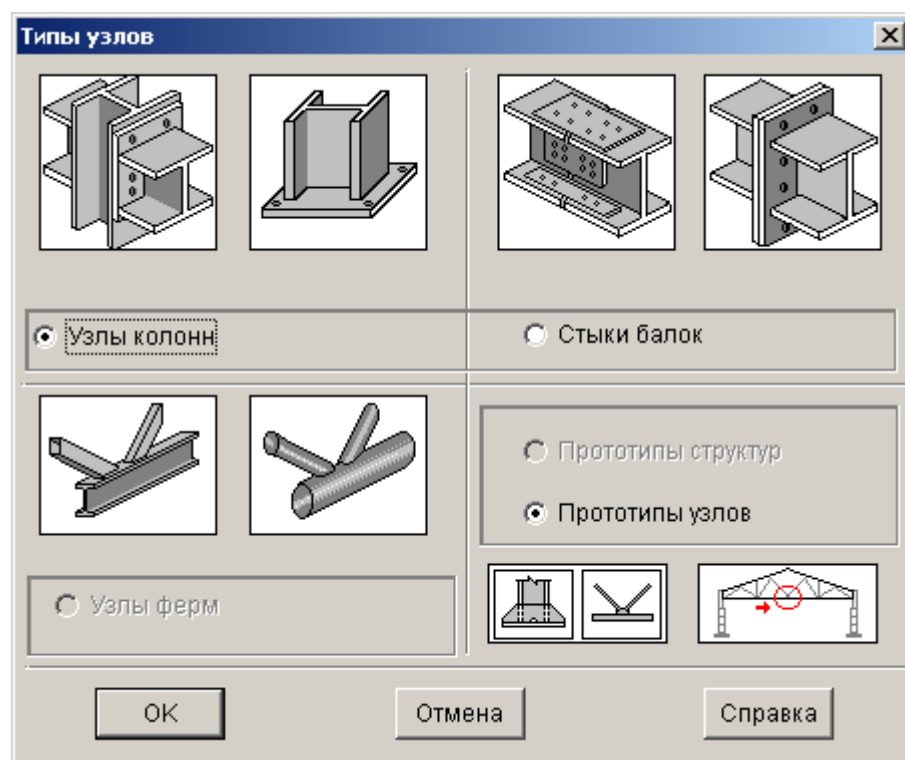 Типы узлов
Узлы колонн
Стыки балок
Прототипы структур
Прототипы узлов
Узлы ферм
OK
Отмена
Справка